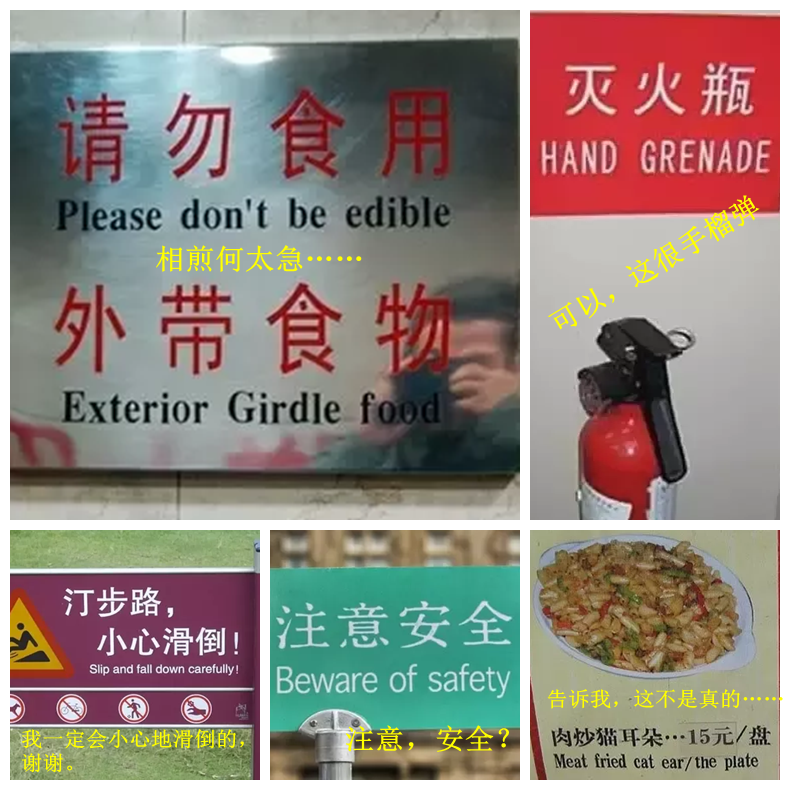 请勿食用
Please don't be edible
相煎何太急……
外带食物
Exterior Girdle food
灭火瓶
HAND GRENADE
可以，这很手榴弹
汀步路，
小心滑倒！
Slip and fall down carefully!
我一定会小心地滑倒的，
谢谢。
注意安全
Beware of safety
注意，安全？
告诉我，这不是真的……
肉炒猫耳朵…15元/盘
Meat fried cat ear/the plate